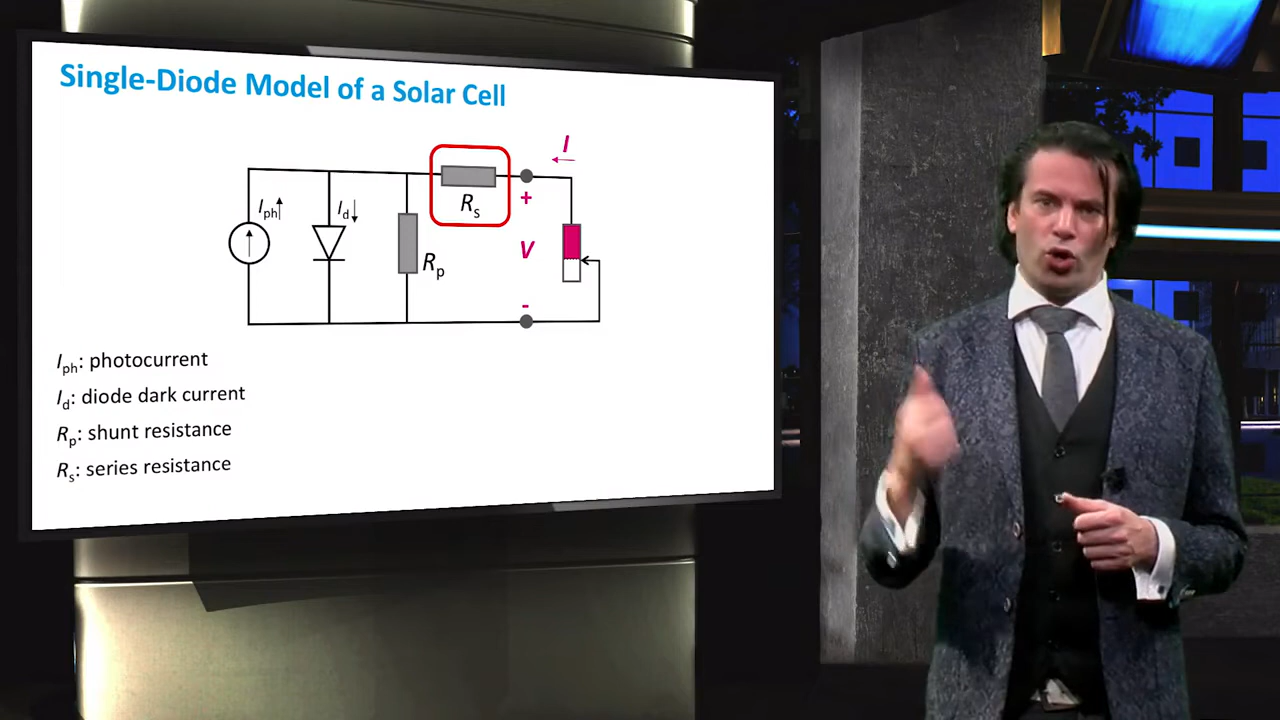 Single-Diode Model of a Solar Cell
I
Iph
Id
Rs
+
V
Rp
-
Iph: photocurrent
Id: diode dark current
Rp: shunt resistance
Rs: series resistance